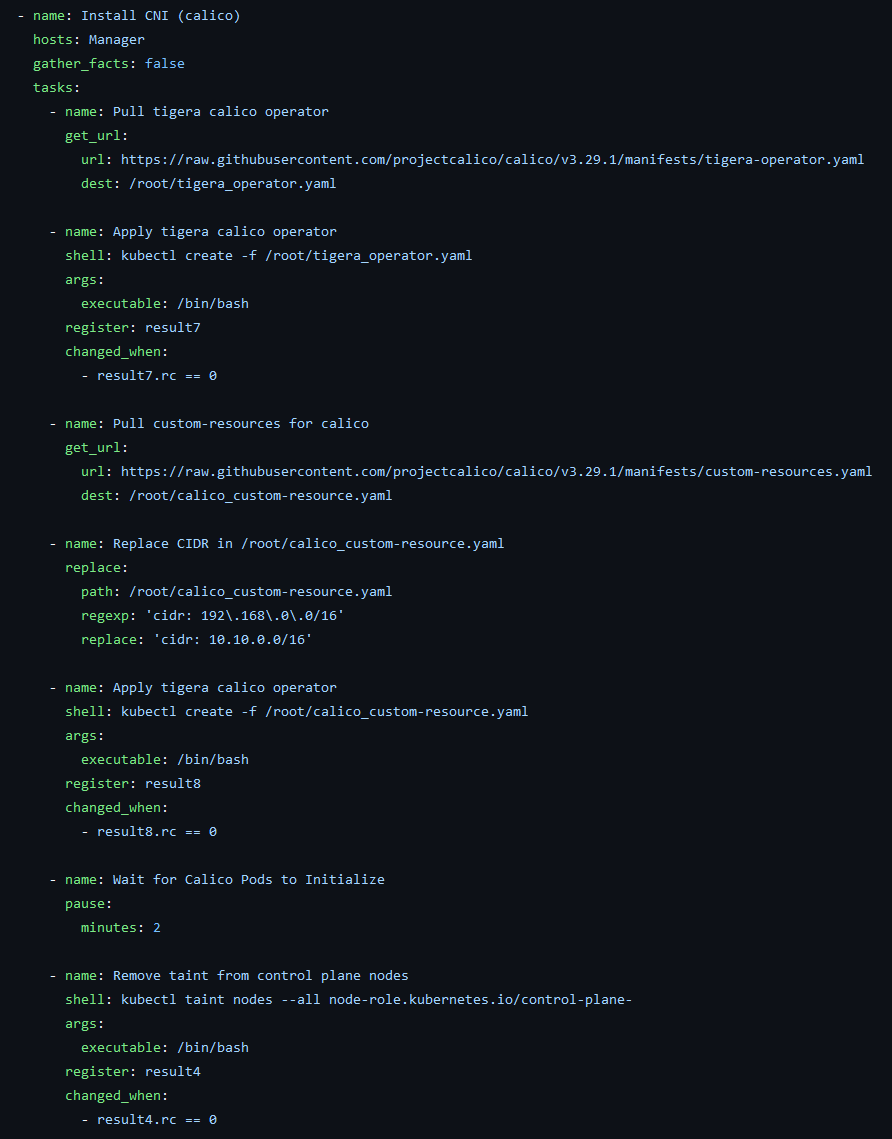 - name: Install CNI (calico)
  hosts: Manager
  gather_facts: false
  tasks:
    - name: Pull tigera calico operator
      get_url:
        url: https://raw.githubusercontent.com/projectcalico/calico/v3.29.1/manifests/tigera-operator.yaml
        dest: /root/tigera_operator.yaml

    - name: Apply tigera calico operator
      shell: kubectl create -f /root/tigera_operator.yaml
      args:
        executable: /bin/bash
      register: result7
      changed_when:
        - result7.rc == 0

    - name: Pull custom-resources for calico
      get_url:
        url: https://raw.githubusercontent.com/projectcalico/calico/v3.29.1/manifests/custom-resources.yaml
        dest: /root/calico_custom-resource.yaml

    - name: Replace CIDR in /root/calico_custom-resource.yaml
      replace:
        path: /root/calico_custom-resource.yaml
        regexp: 'cidr: 192\.168\.0\.0/16'
        replace: 'cidr: 10.10.0.0/16'

    - name: Apply tigera calico operator
      shell: kubectl create -f /root/calico_custom-resource.yaml
      args:
        executable: /bin/bash
      register: result8
      changed_when:
        - result8.rc == 0

    - name: Wait for Calico Pods to Initialize
      pause:
        minutes: 2

    - name: Remove taint from control plane nodes
      shell: kubectl taint nodes --all node-role.kubernetes.io/control-plane-
      args:
        executable: /bin/bash
      register: result4
      changed_when:
        - result4.rc == 0